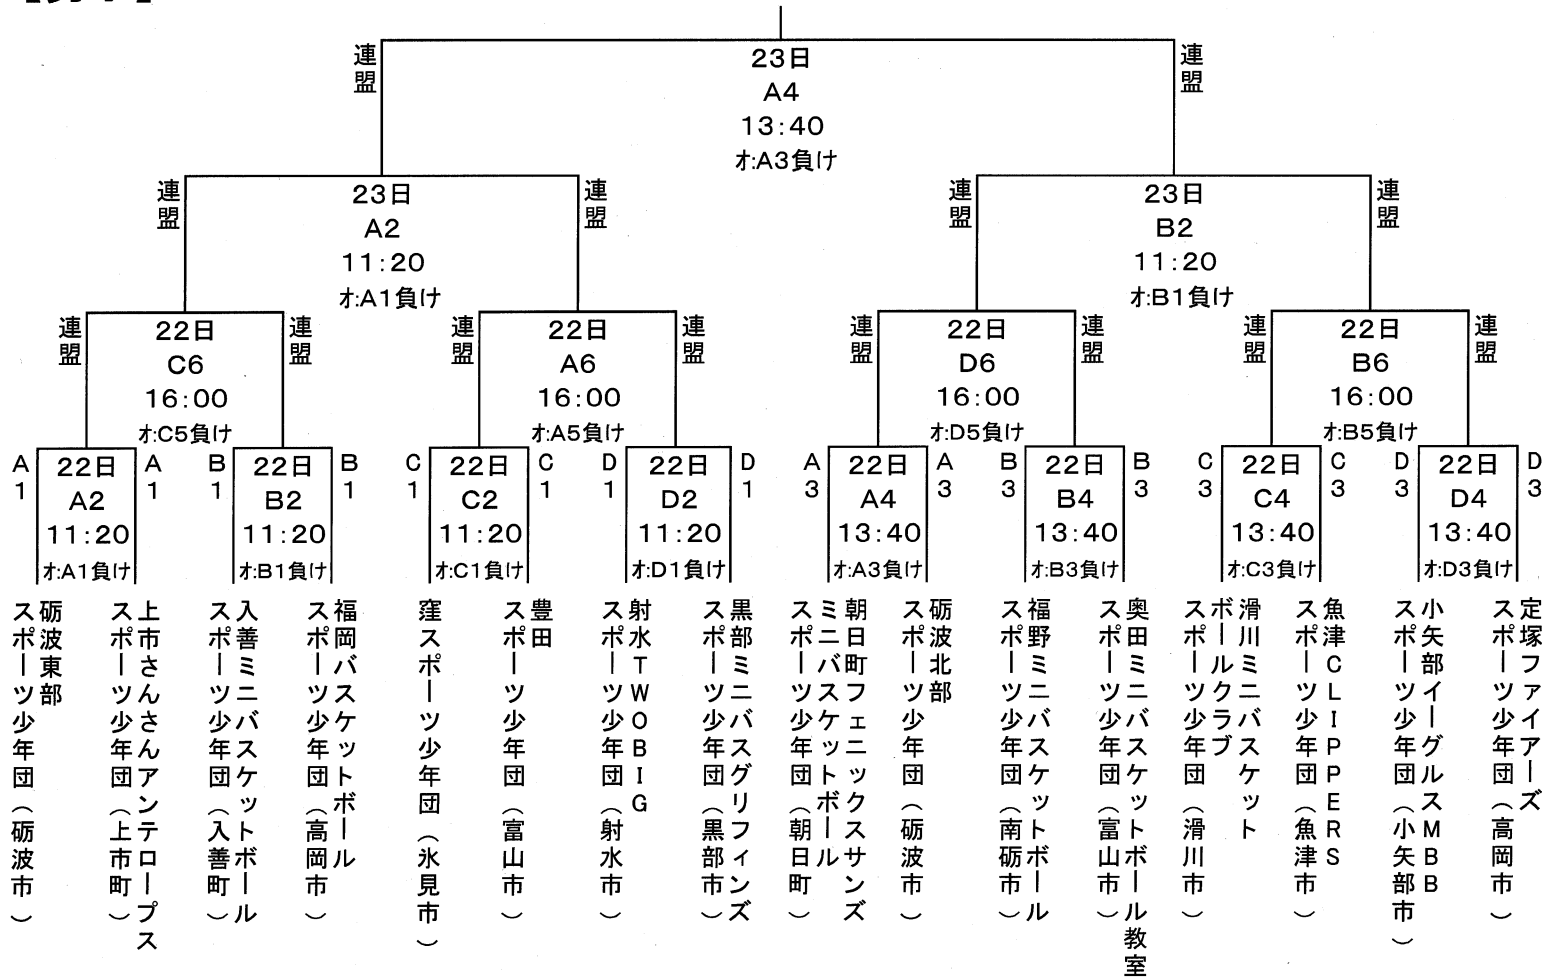 連盟
23日
A4
13:40
ｵ:A3負け
連盟
連盟
23日
A2
11:20
ｵ:A1負け
連盟
連盟
23日
B2
11:20
ｵ:B1負け
連盟
連盟
22日
C6
16:00
ｵ:C5負け
連盟
連盟
22日
A6
16:00
ｵ:A5負け
連盟
連盟
22日
D6
16:00
ｵ:D5負け
連盟
連盟
22日
B6
16:00
ｵ:B5負け
連盟
A1
22日
A2
11:20
ｵ:A1負け
A1
B1
22日
B2
11:20
ｵ:B1負け
B1
C1
22日
C2
11:20
ｵ:C1負け
C1
D1
22日
D2
11:20
ｵ:D1負け
D1
A3
22日
A4
13:40
ｵ:A3負け
A3
B3
22日
B4
13:40
ｵ:B3負け
B3
C3
22日
C4
13:40
ｵ:C3負け
C3
D3
22日
D4
13:40
ｵ:D3負け
D3
砺波東部
スポーツ少年団（砺波市）
上市さんさんアンテロープス
スポーツ少年団（上市町）
入善ミニバスケットボール
スポーツ少年団（入善町）
福岡バスケットボール
スポーツ少年団（高岡市）
窪スポーツ少年団（氷見市）
豊田
スポーツ少年団（富山市）
射水TWOBIG
スポーツ少年団（射水市）
黒部ミニバスグリフィンズ
スポーツ少年団（黒部市）
朝日町フェニックスサンズ
ミニバスケットボール
スポーツ少年団（朝日町）
砺波北部
スポーツ少年団（砺波市）
福野ミニバスケットボール
スポーツ少年団（南砺市）
奥田ミニバスケットボール教室
スポーツ少年団（富山市）
滑川ミニバスケット
ボールクラブ
スポーツ少年団（滑川市）
魚津CLIPPERS
スポーツ少年団（魚津市）
小矢部イーグルスMBB
スポーツ少年団（小矢部市）
定塚ファイアーズ
スポーツ少年団（高岡市）